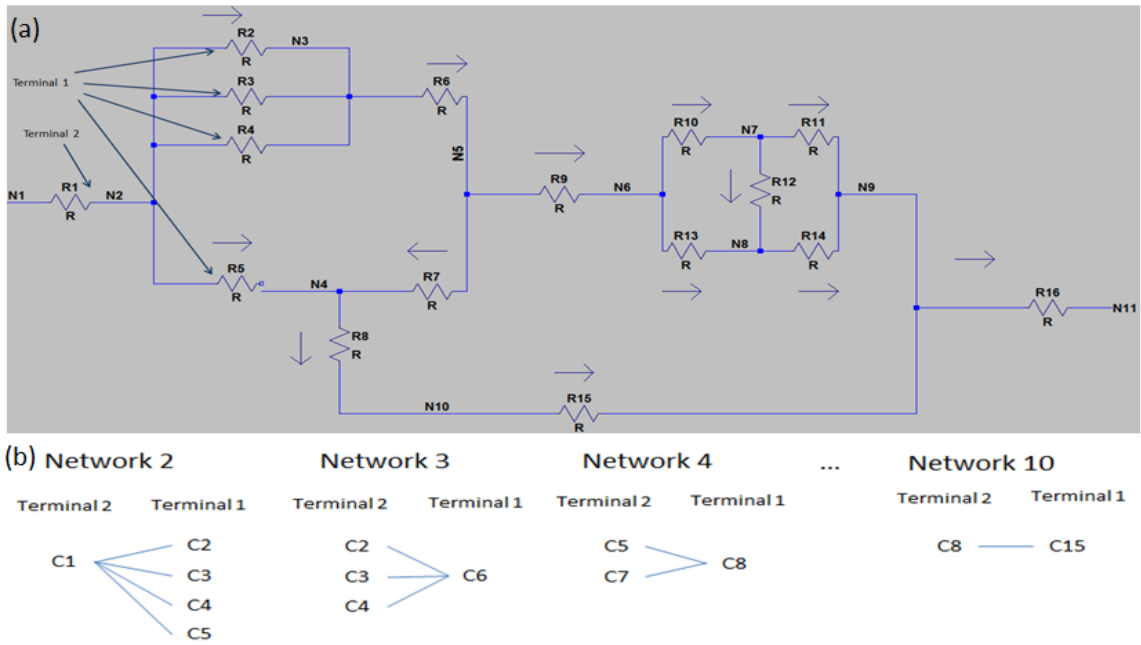 (a)
R2
N3
R
Terminal 1
R3
R
R6
R
R4
R
Terminal 2
N5
N1
R1
N2
R
R9
N6
R
R10
N7
R11
R
R
R12
R
N9
R13
N8
R14
R
R
R5
N4
R7
R
R
R8
R
R16
N11
R
N10
R15
R
(b)
Network 2
Network 3
Network 4
...
Network 10
Terminal 2 Terminal 1
Terminal 2 Terminal 1
Terminal 2 Terminal 1
Terminal 2 Terminal 1
C1
C2
C3
C4
C5
C2
C3
C4
C6
C5
C7
C8
C8
C15